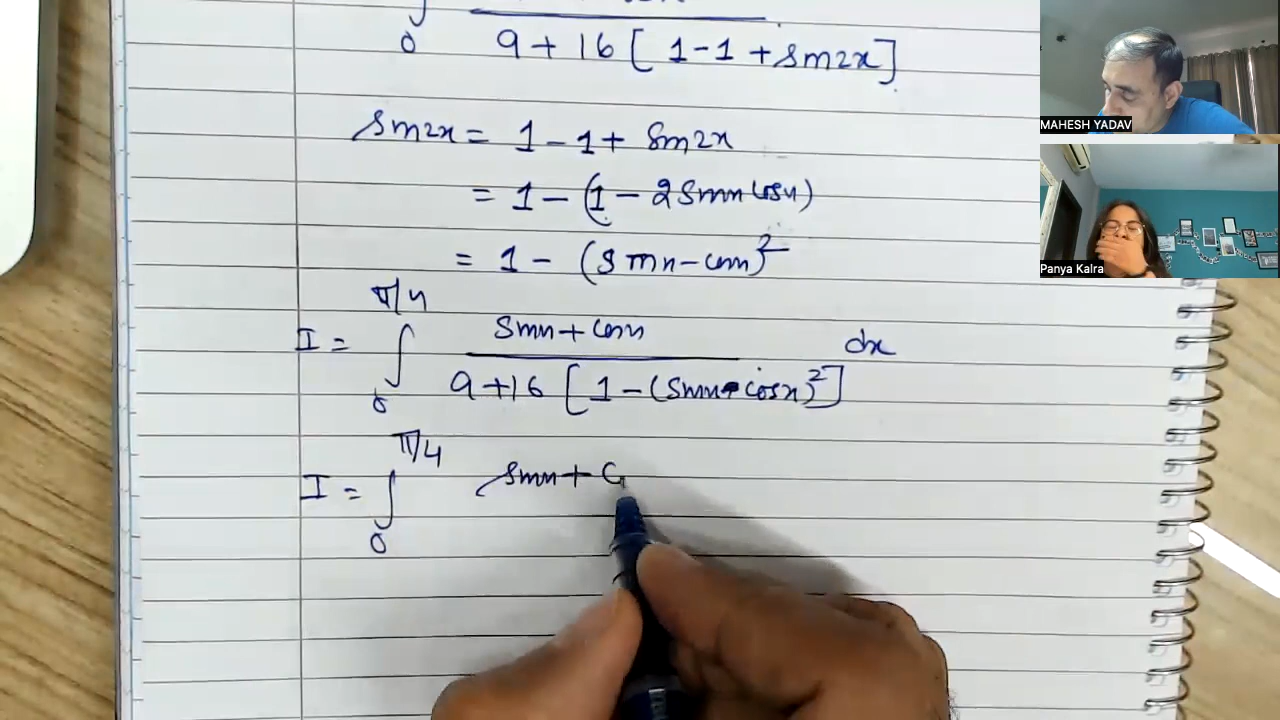 0 9 + 16 [ 1 - 1 + sin2x ]
sin2x = 1 - 1 + sin2x
= 1 - (1 - 2 sinx cosx)
= 1 - (sinx - cosx)²
π/4
I = ∫ sinx + cosx dx
0 9 + 16 [ 1 - (sinx - cosx)² ]
π/4
I = ∫ sinx + C
0
MAHESH YADAV
Panya Kalra